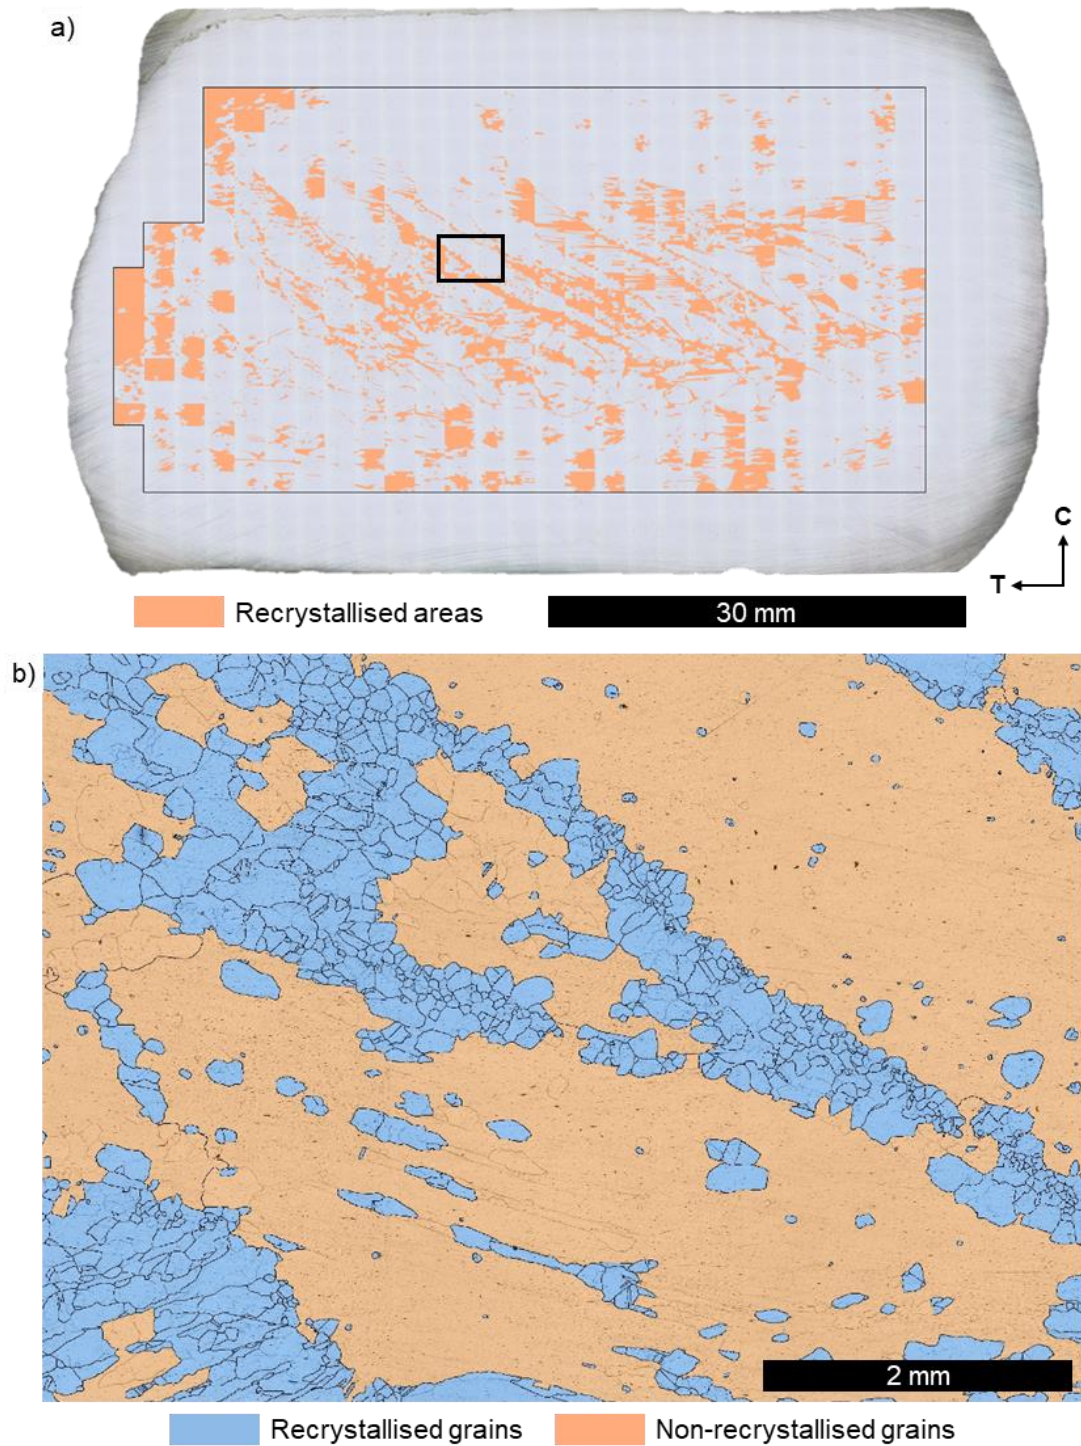 a)
C
T
Recrystallised areas
30 mm
b)
2 mm
Recrystallised grains
Non-recrystallised grains